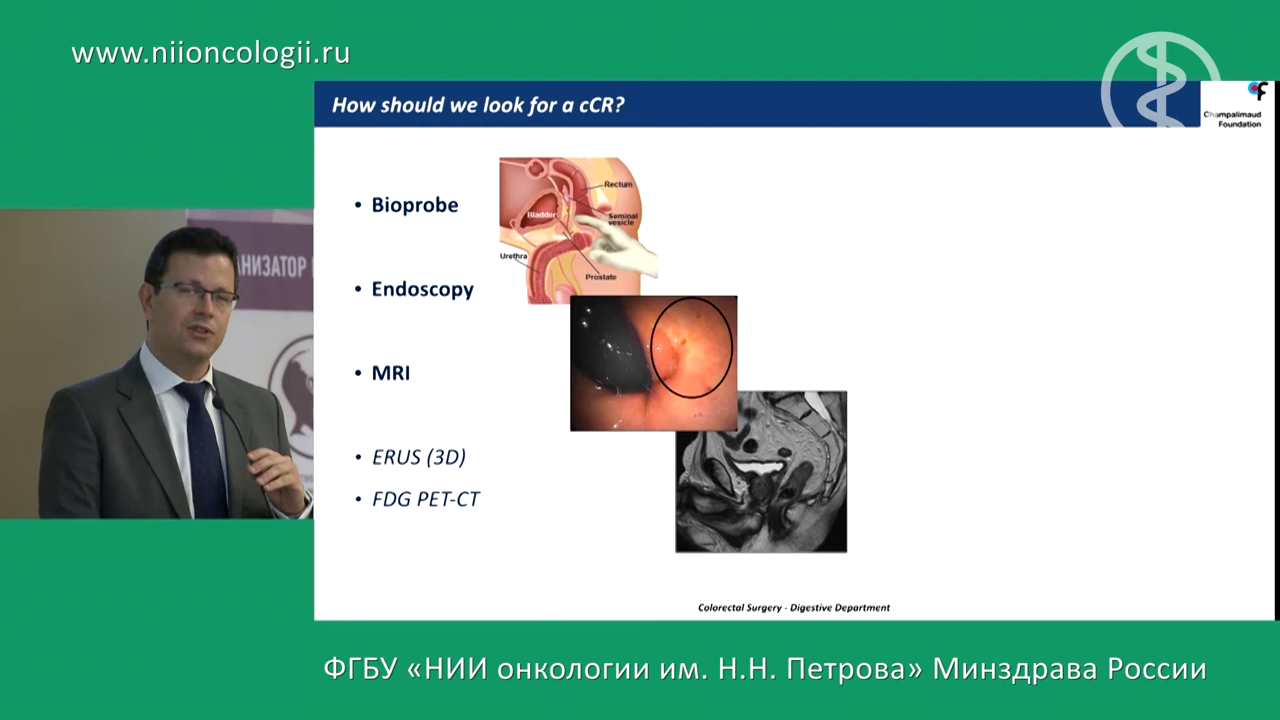 www.niioncologii.ru
How should we look for a cCR?
Champalimaud
Foundation
• Bioprobe
Rectum
Bladder
Seminal
vesicle
Urethra
Prostate
• Endoscopy
• MRI
• ERUS (3D)
• FDG PET-CT
Colorectal Surgery - Digestive Department
АНИЗАТОР
ФГБУ «НИИ онкологии им. Н.Н. Петрова» Минздрава России